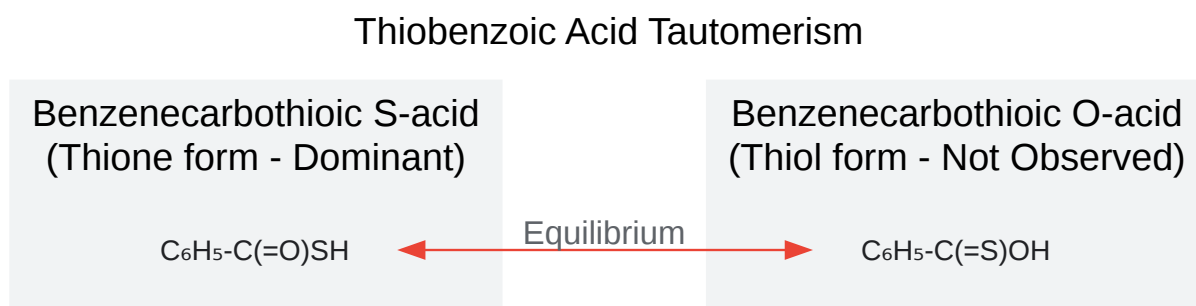 Thiobenzoic Acid Tautomerism
Benzenecarbothioic S-acid
(Thione form - Dominant)
C₆H₅-C(=O)SH
Equilibrium
Benzenecarbothioic O-acid
(Thiol form - Not Observed)
C₆H₅-C(=S)OH